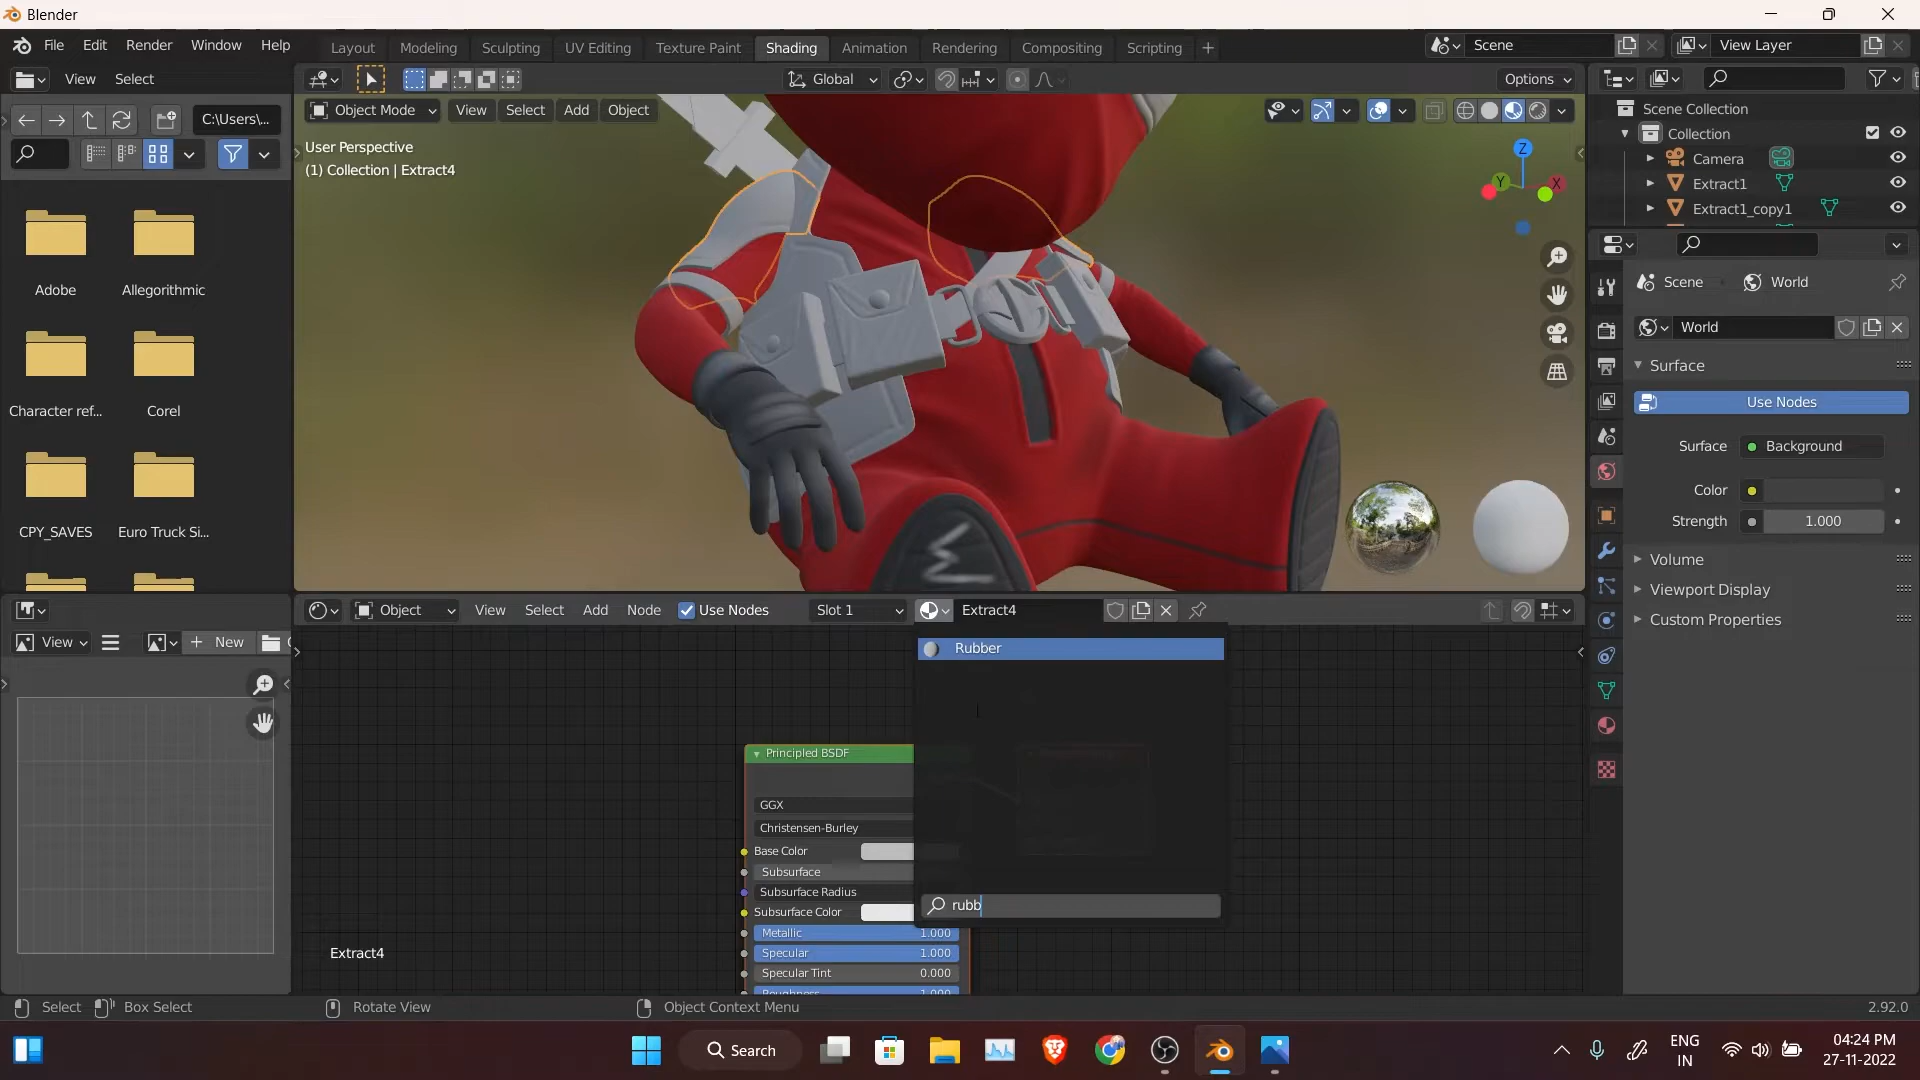 Blender
File Edit Render Window Help
Layout Modeling Sculpting UV Editing Texture Paint Shading Animation Rendering Compositing Scripting +
Scene
View Layer
View Select
Global
Options
C:\Users\...
Object Mode View Select Add Object
User Perspective
(1) Collection | Extract4
Z
Y
X
Scene Collection
Collection
Camera
Extract1
Extract1_copy1
Adobe
Allegorithmic
Character ref...
Corel
CPY_SAVES
Euro Truck Si...
Scene
World
World
Surface
Use Nodes
Surface
Background
Color
Strength
1.000
Volume
Viewport Display
Custom Properties
Object View Select Add Node Use Nodes Slot 1 Extract4
View
+ New
Rubber
rubb
Principled BSDF
GGX
Christensen-Burley
Base Color
Subsurface
Subsurface Radius
Subsurface Color
Metallic 1.000
Specular 1.000
Specular Tint 0.000
Roughness 1.000
Extract4
Select
Box Select
Rotate View
Object Context Menu
2.92.0
Search
ENG
IN
04:24 PM
27-11-2022